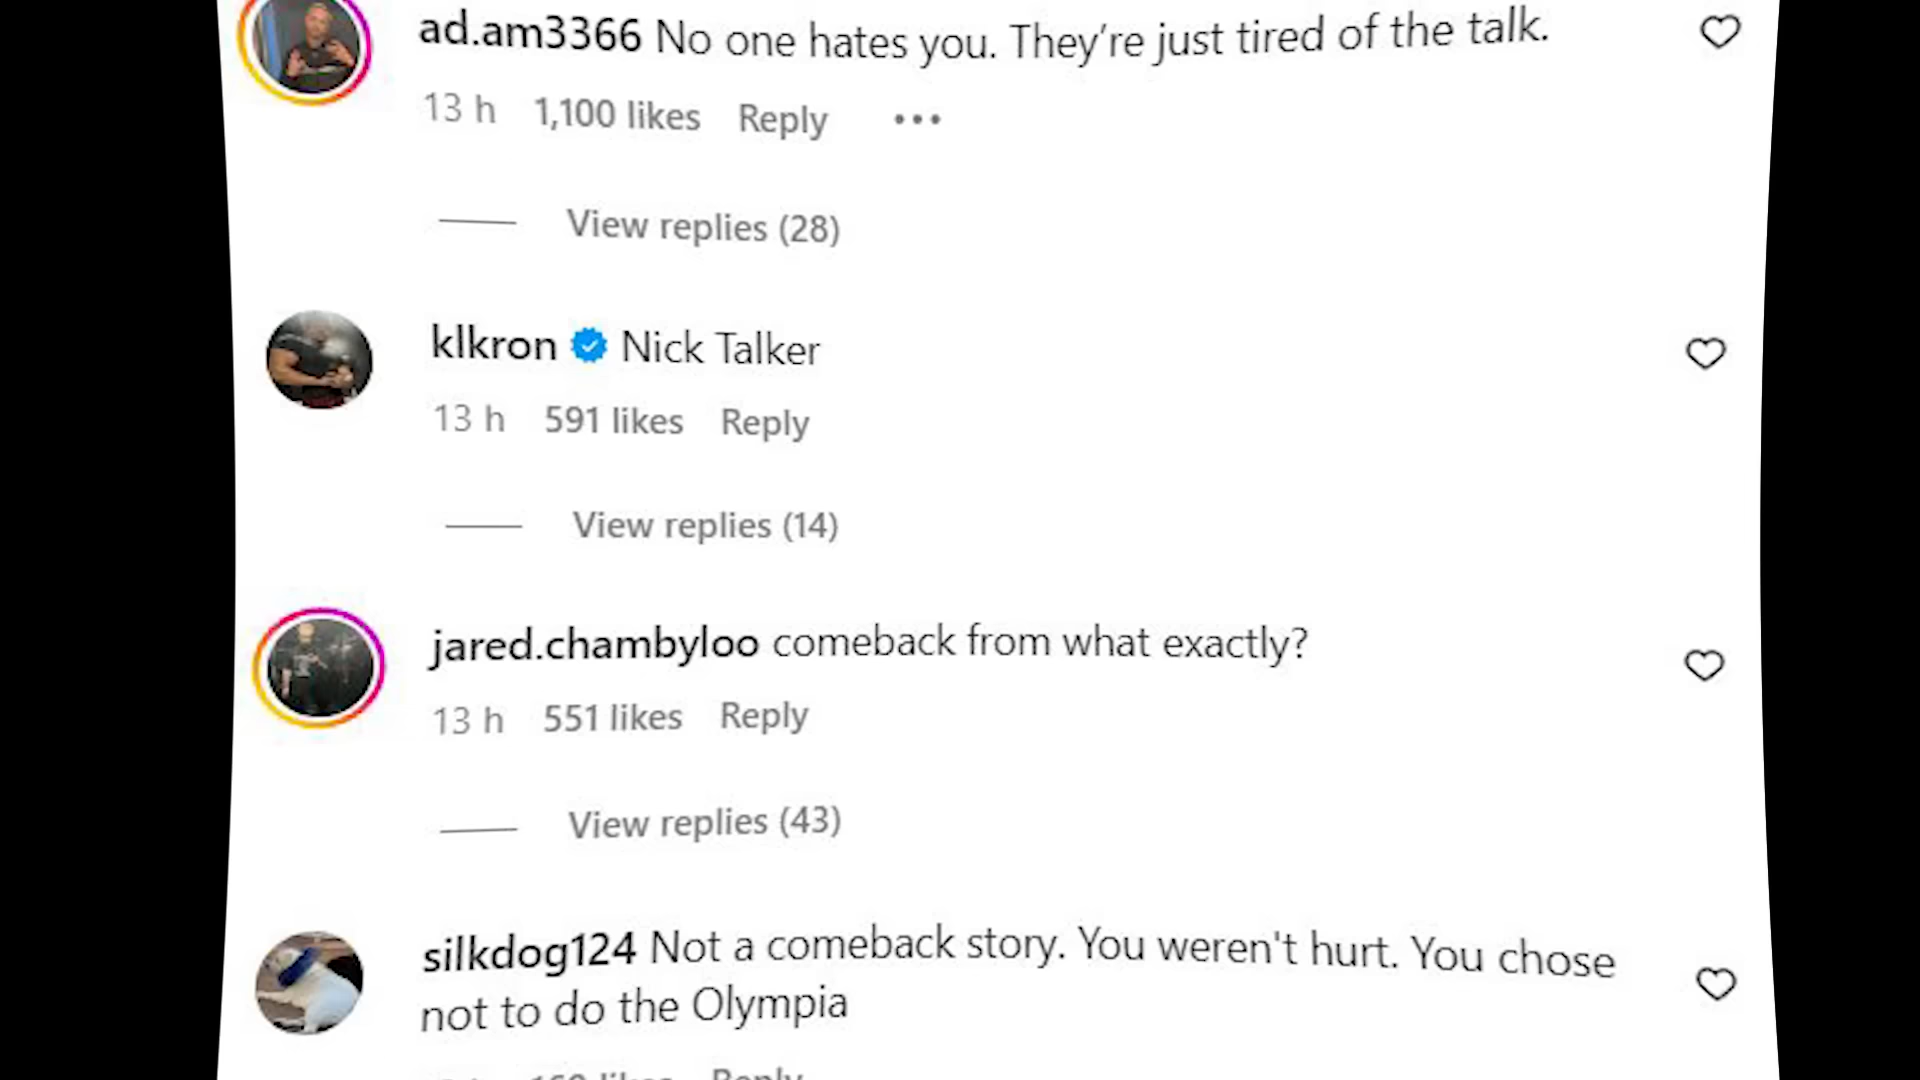 ad.am3366 No one hates you. They're just tired of the talk.
13 h 1,100 likes Reply •••
View replies (28)
klkron Nick Talker
13 h 591 likes Reply
View replies (14)
jared.chambyloo comeback from what exactly?
13 h 551 likes Reply
View replies (43)
silkdog124 Not a comeback story. You weren't hurt. You chose
not to do the Olympia
likes Reply